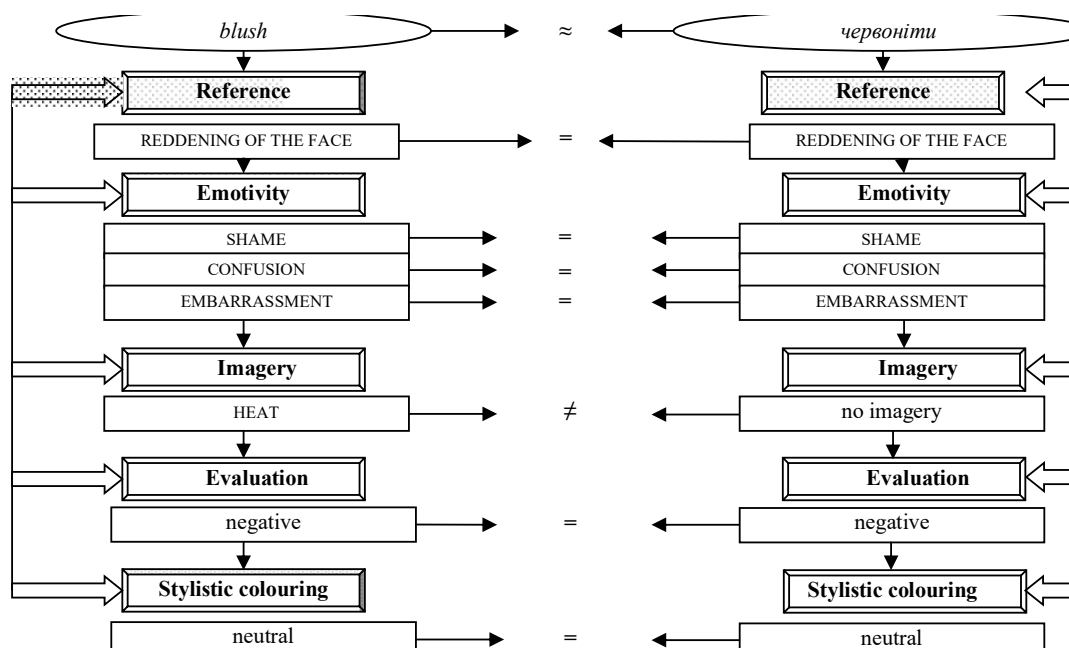 blush ≈ червоніти
Reference Reference
REDDENING OF THE FACE = REDDENING OF THE FACE
Emotivity Emotivity
SHAME = SHAME
CONFUSION = CONFUSION
EMBARRASSMENT = EMBARRASSMENT
Imagery Imagery
HEAT ≠ no imagery
Evaluation Evaluation
negative = negative
Stylistic colouring Stylistic colouring
neutral = neutral